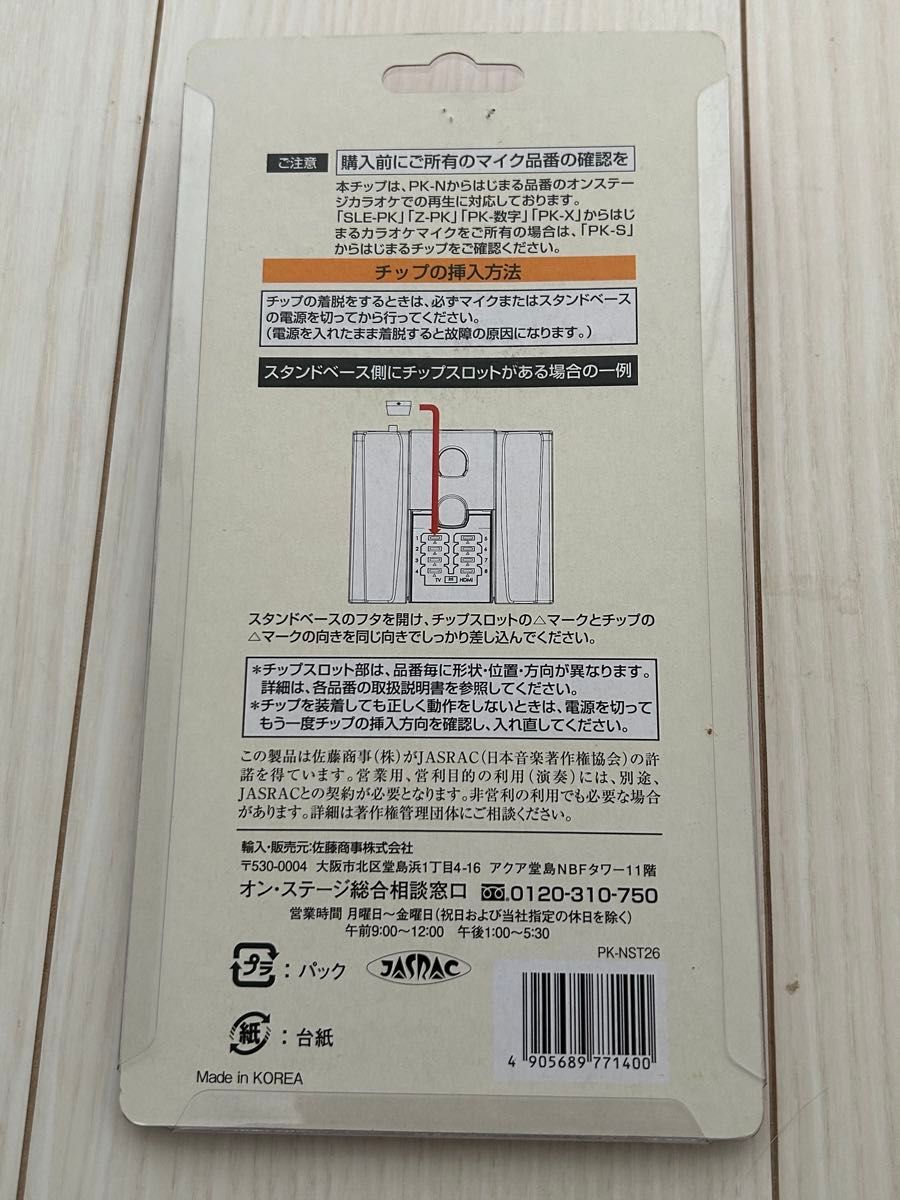 ご注意 購入前にご所有のマイク品番の確認を
本チップは、PK-Nからはじまる品番のオンステー
ジカラオケでの再生に対応しております。
「SLE-PK」「Z-PK」「PK-数字」「PK-X」からはじ
まるカラオケマイクをご所有の場合は、「PK-S」
からはじまるチップをご確認ください。
チップの挿入方法
チップの着脱をするときは、必ずマイクまたはスタンドベース
の電源を切ってから行ってください。
(電源を入れたまま着脱すると故障の原因になります。)
スタンドベース側にチップスロットがある場合の一例
1 5
2 6
3 7
4 8
TV HDMI
スタンドベースのフタを開け、チップスロットの△マークとチップの
△マークの向きを同じ向きでしっかり差し込んでください。
*チップスロット部は、品番毎に形状・位置・方向が異なります。
詳細は、各品番の取扱説明書を参照してください。
*チップを装着しても正しく動作をしないときは、電源を切って
もう一度チップの挿入方向を確認し、入れ直してください。
この製品は佐藤商事(株)がJASRAC(日本音楽著作権協会)の許
諾を得ています。営業用、営利目的の利用(演奏)には、別途、
JASRACとの契約が必要となります。非営利の利用でも必要な場合
があります。詳細は著作権管理団体にご相談ください。
輸入・販売元:佐藤商事株式会社
〒530-0004 大阪市北区堂島浜1丁目4-16 アクア堂島NBFタワー11階
オン・ステージ総合相談窓口 0120-310-750
営業時間 月曜日〜金曜日(祝日および当社指定の休日を除く)
午前9:00〜12:00 午後1:00〜5:30
PK-NST26
プラ : パック JASRAC
紙 : 台紙
4 905689 771400
Made in KOREA